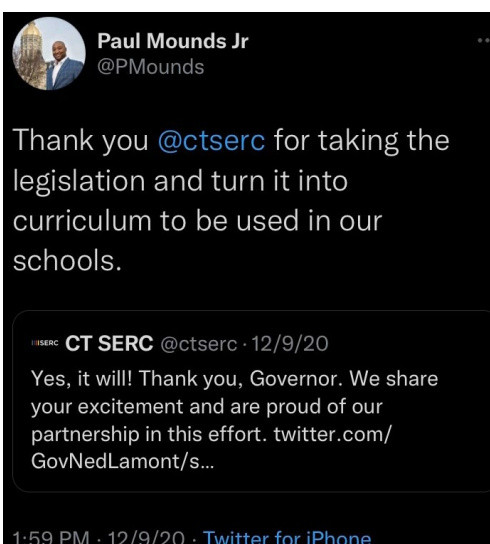 Paul Mounds Jr
@PMounds
Thank you @ctserc for taking the
legislation and turn it into
curriculum to be used in our
schools.
SERC CT SERC @ctserc · 12/9/20
Yes, it will! Thank you, Governor. We share
your excitement and are proud of our
partnership in this effort. twitter.com/
GovNedLamont/s...
1:59 PM · 12/9/20 · Twitter for iPhone